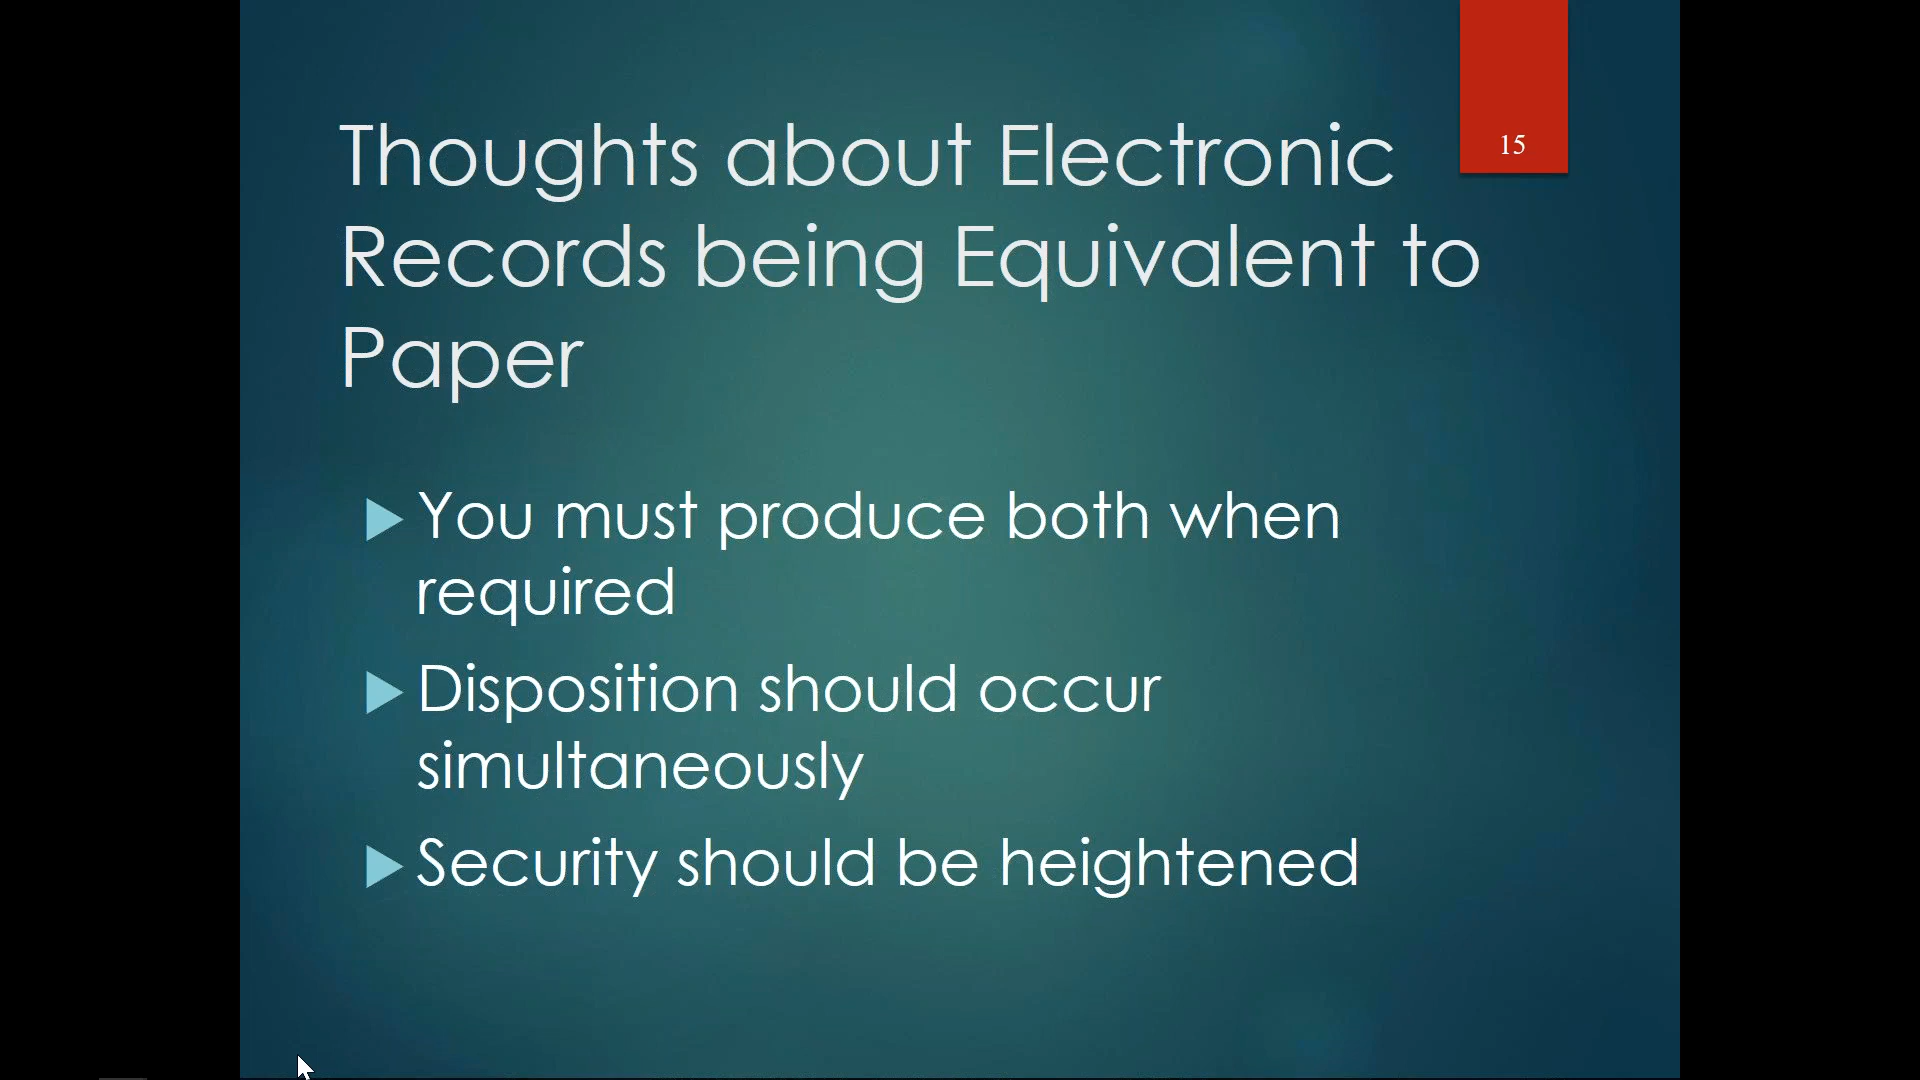 15
Thoughts about Electronic
Records being Equivalent to
Paper
You must produce both when
required
Disposition should occur
simultaneously
Security should be heightened